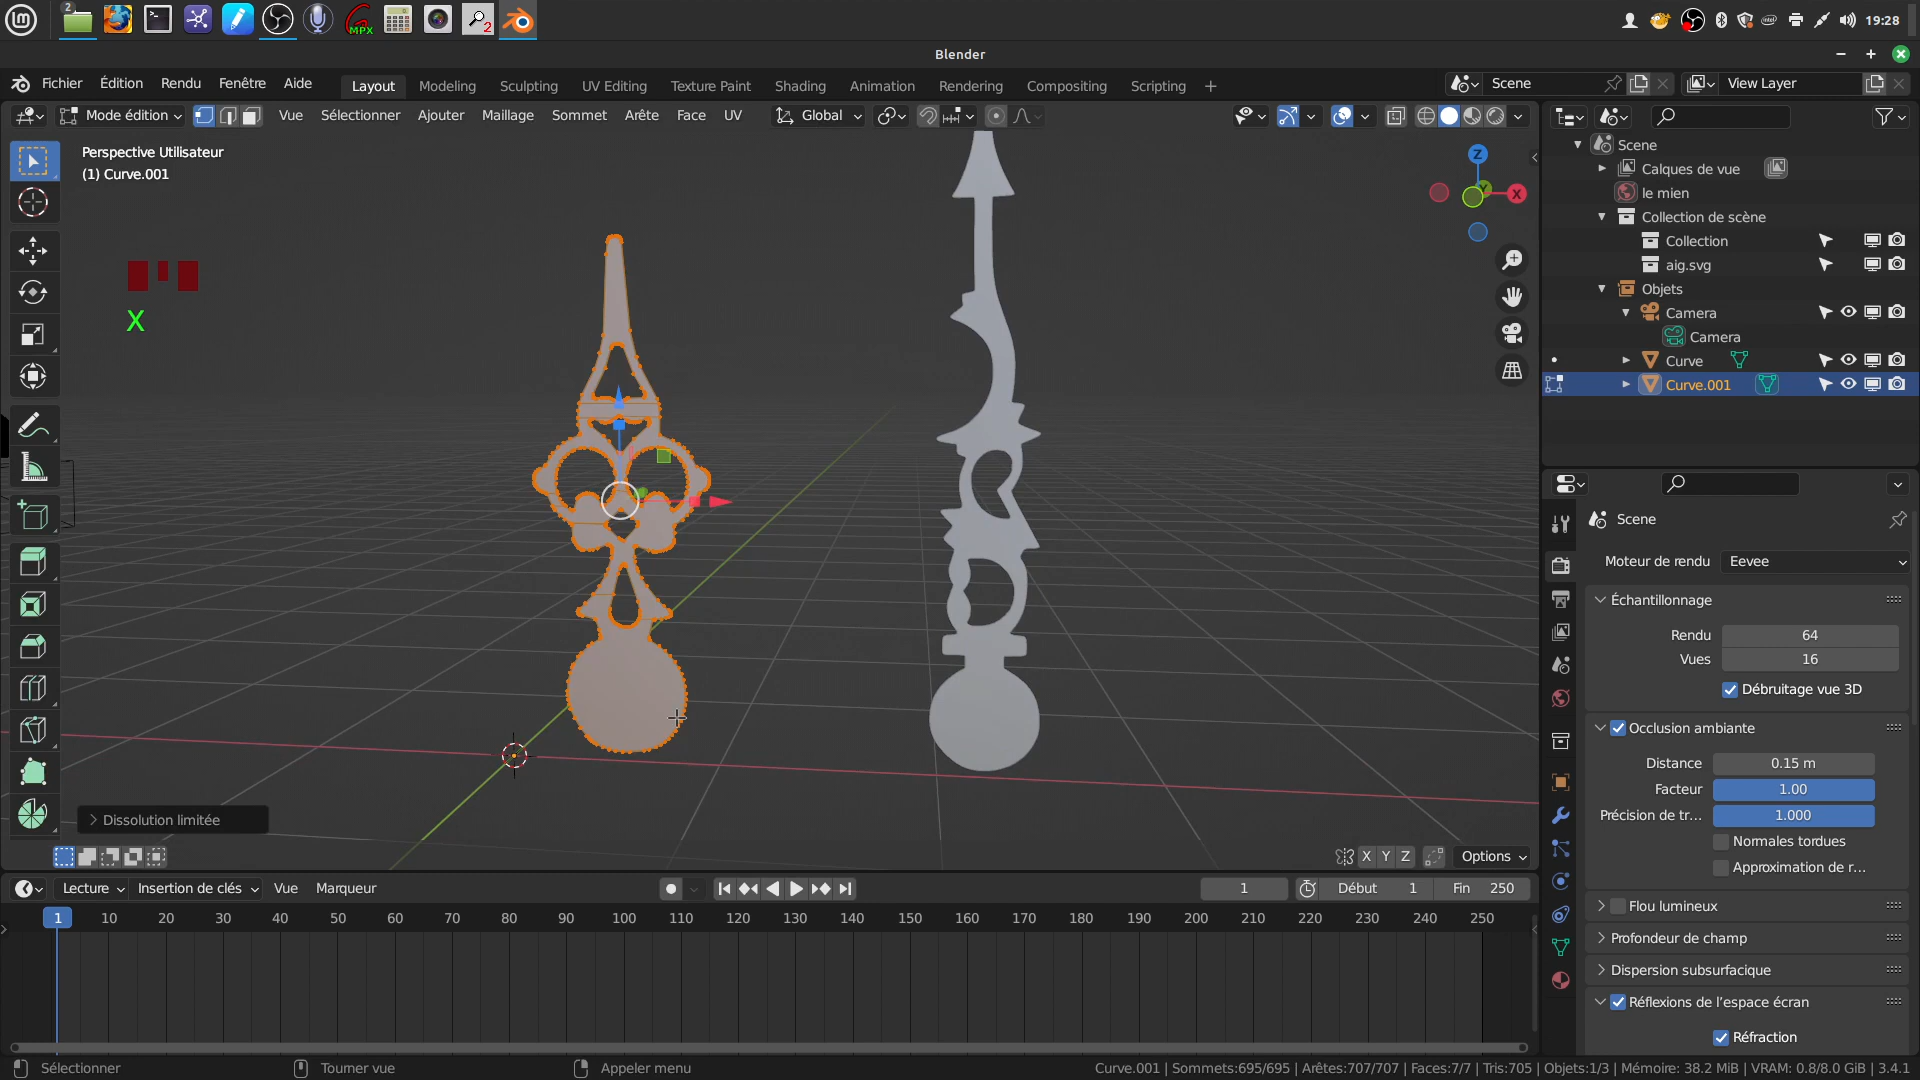 2
MPX
2
19:28
Blender
Fichier Édition Rendu Fenêtre Aide
Layout Modeling Sculpting UV Editing Texture Paint Shading Animation Rendering Compositing Scripting +
Scene View Layer
Mode édition Vue Sélectionner Ajouter Maillage Sommet Arête Face UV Global
Perspective Utilisateur
(1) Curve.001
X
Z
X
Dissolution limitée
X Y Z Options
Scene
Calques de vue
le mien
Collection de scène
Collection
aig.svg
Objets
Camera
Camera
Curve
Curve.001
Scene
Moteur de rendu Eevee
Échantillonnage
Rendu 64
Vues 16
Débruitage vue 3D
Occlusion ambiante
Distance 0.15 m
Facteur 1.00
Précision de tr... 1.000
Normales tordues
Approximation de r...
Flou lumineux
Profondeur de champ
Dispersion subsurfacique
Réflexions de l'espace écran
Réfraction
Lecture Insertion de clés Vue Marqueur 1 Début 1 Fin 250
1 10 20 30 40 50 60 70 80 90 100 110 120 130 140 150 160 170 180 190 200 210 220 230 240 250
Sélectionner Tourner vue Appeler menu Curve.001 | Sommets:695/695 | Arêtes:707/707 | Faces:7/7 | Tris:705 | Objets:1/3 | Mémoire: 38.2 MiB | VRAM: 0.8/8.0 GiB | 3.4.1